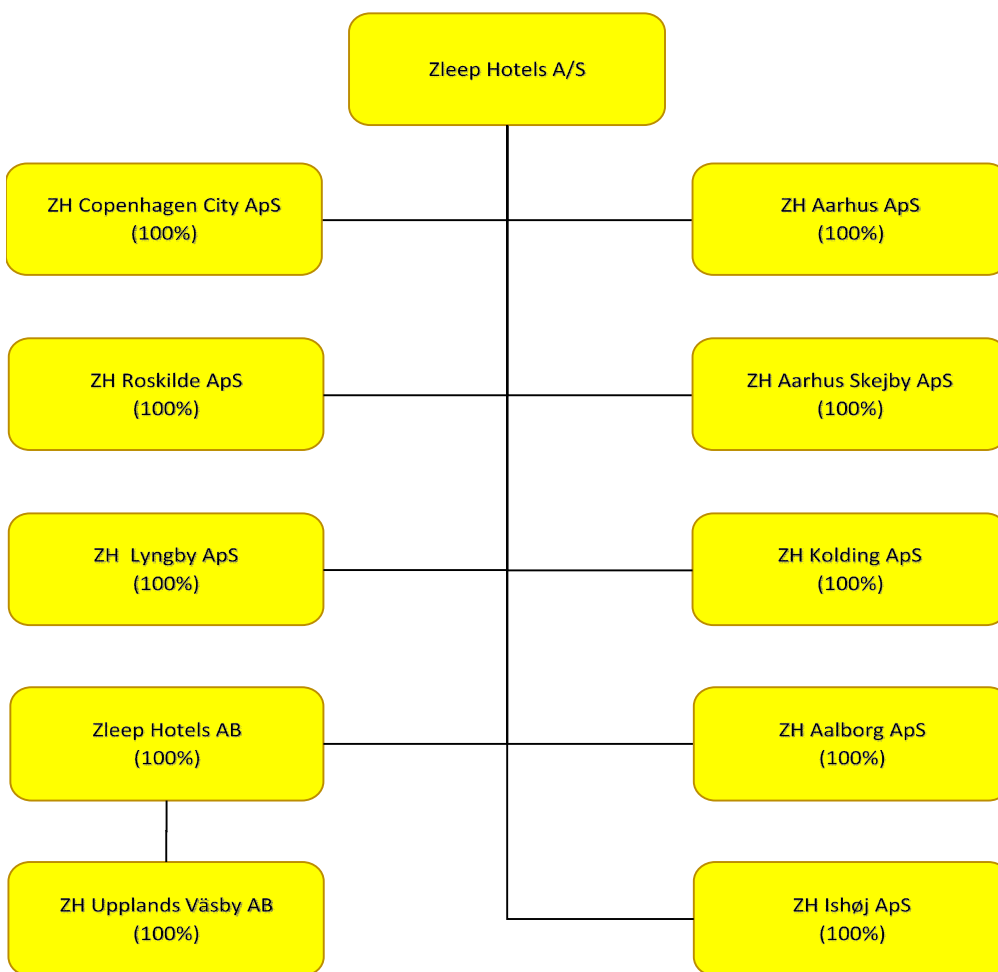 Zleep Hotels A/S
ZH Copenhagen City ApS
(100%)
ZH Aarhus ApS
(100%)
ZH Roskilde ApS
(100%)
ZH Aarhus Skejby ApS
(100%)
ZH  Lyngby ApS
(100%)
ZH Kolding ApS
(100%)
Zleep Hotels AB
(100%)
ZH Aalborg ApS
(100%)
ZH Upplands Väsby AB
(100%)
ZH Ishøj ApS
(100%)